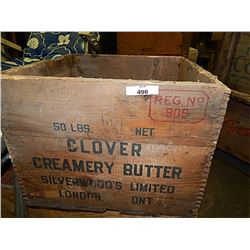 496
REG. NO
909
50 LBS. NET
CLOVER
CREAMERY BUTTER
SILVERWOOD'S LIMITED
LONDON ONT